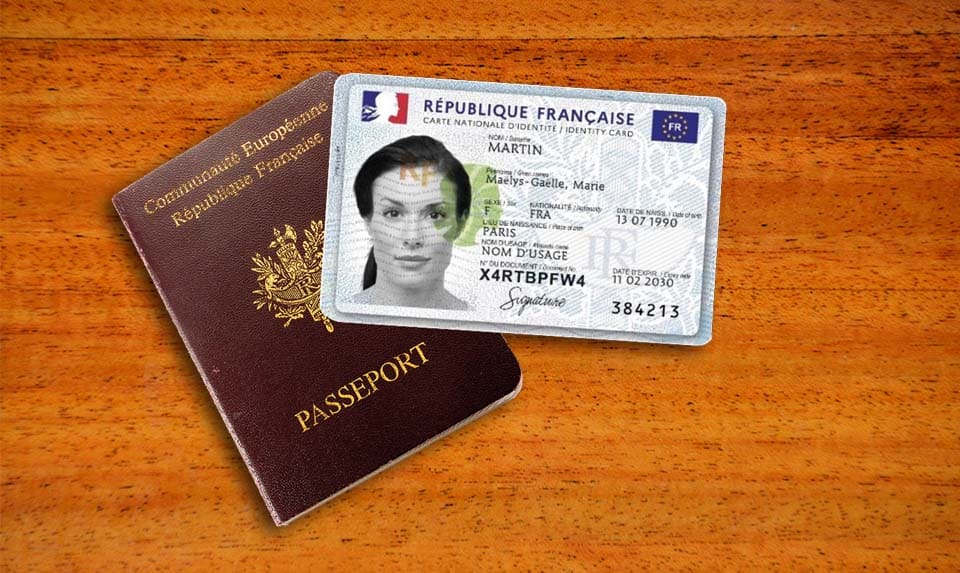 Communauté Européenne
République Française
PASSEPORT
RÉPUBLIQUE FRANÇAISE
CARTE NATIONALE D'IDENTITÉ / IDENTITY CARD
FR
NOM / Surname
MARTIN
Prénoms / Given names
Maëlys-Gaëlle, Marie
SEXE / Sex NATIONALITÉ / Nationality DATE DE NAISS. / Date of birth
F FRA 13 07 1990
LIEU DE NAISSANCE / Place of birth
PARIS
NOM D'USAGE / Alternate name
NOM D'USAGE
N° DU DOCUMENT / Document No DATE D'EXPIR. / Expiry date
X4RTBPFW4 11 02 2030
Signature
384213
RF
RF